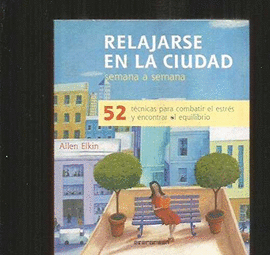 RELAJARSE
EN LA CIUDAD
semana a semana
52 técnicas para combatir el estrés
y encontrar el equilibrio
Allen Elkin